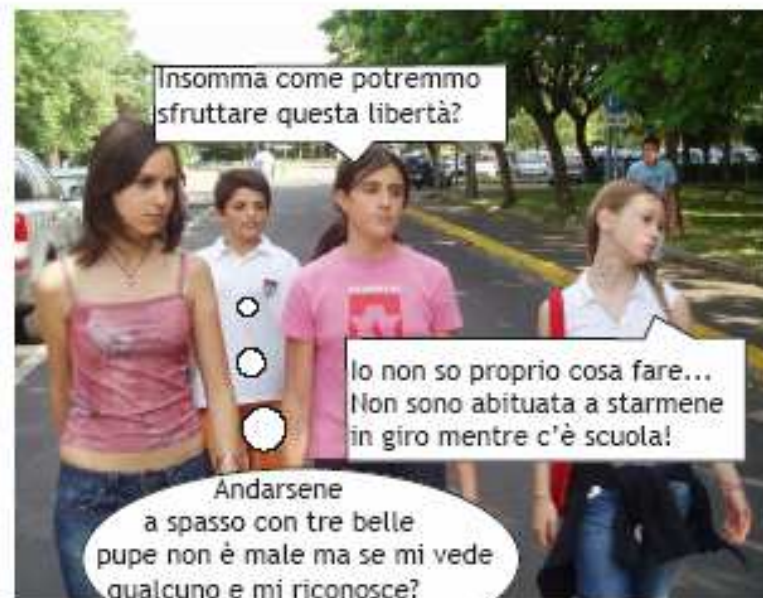 Insomma come potremmo
sfruttare questa libertà?
Io non so proprio cosa fare...
Non sono abituata a starmene
in giro mentre c'è scuola!
Andarsene
a spasso con tre belle
pupe non è male ma se mi vede
qualcuno e mi riconosce?